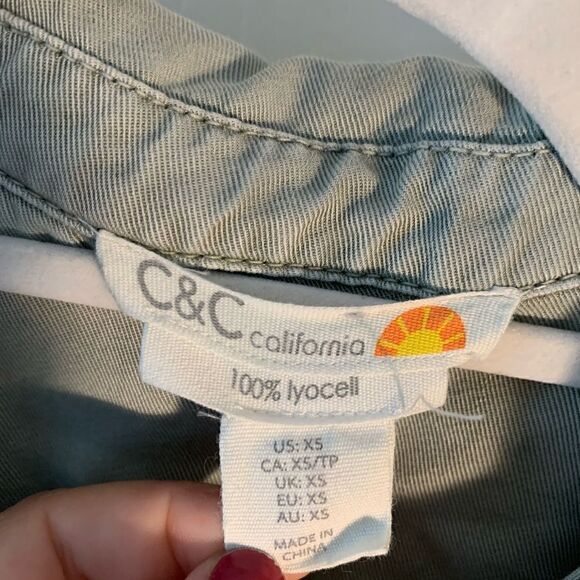 C&C california
100% lyocell
US: XS
CA: XS/TP
UK: XS
EU: XS
AU: XS
MADE IN
CHINA